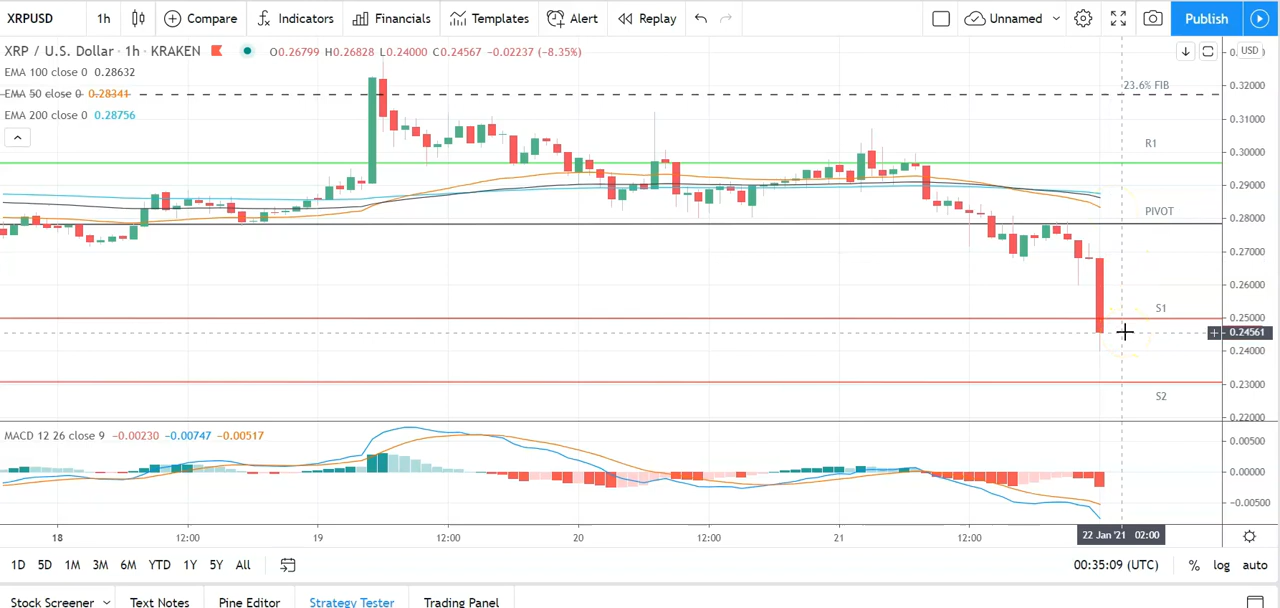 XRPUSD 1h Compare Indicators Financials Templates Alert Replay Unnamed Publish
XRP / U.S. Dollar · 1h · KRAKEN O0.26799 H0.26828 L0.24000 C0.24567 −0.02237 (−8.35%)
USD
EMA 100 close 0 0.28632
EMA 50 close 0 0.28341
EMA 200 close 0 0.28756
23.6% FIB
R1
PIVOT
S1
S2
0.32000
0.31000
0.30000
0.29000
0.28000
0.27000
0.26000
0.25000
0.24561
0.24000
0.23000
0.22000
MACD 12 26 close 9 −0.00230 −0.00747 −0.00517
0.00500
0.00000
−0.00500
18 12:00 19 12:00 20 12:00 21 12:00 22 Jan '21 02:00
1D 5D 1M 3M 6M YTD 1Y 5Y All 00:35:09 (UTC) % log auto
Stock Screener Text Notes Pine Editor Strategy Tester Trading Panel